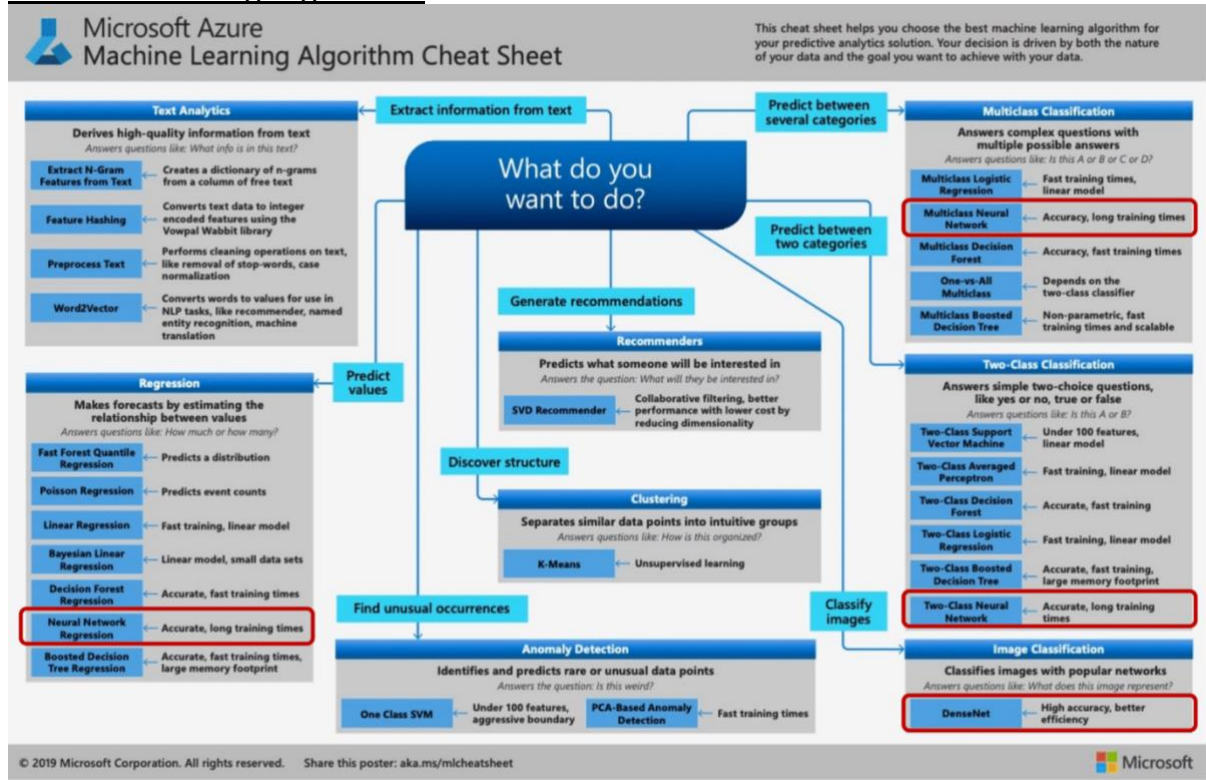 Microsoft Azure
Machine Learning Algorithm Cheat Sheet
This cheat sheet helps you choose the best machine learning algorithm for
your predictive analytics solution. Your decision is driven by both the nature
of your data and the goal you want to achieve with your data.
What do you
want to do?
Extract information from text
Text Analytics
Derives high-quality information from text
Answers questions like: What info is in this text?
Extract N-Gram
Features from Text
Creates a dictionary of n-grams
from a column of free text
Feature Hashing
Converts text data to integer
encoded features using the
Vowpal Wabbit library
Preprocess Text
Performs cleaning operations on text,
like removal of stop-words, case
normalization
Word2Vector
Converts words to values for use in
NLP tasks, like recommender, named
entity recognition, machine
translation
Predict
values
Regression
Makes forecasts by estimating the
relationship between values
Answers questions like: How much or how many?
Fast Forest Quantile
Regression
Predicts a distribution
Poisson Regression
Predicts event counts
Linear Regression
Fast training, linear model
Bayesian Linear
Regression
Linear model, small data sets
Decision Forest
Regression
Accurate, fast training times
Neural Network
Regression
Accurate, long training times
Boosted Decision
Tree Regression
Accurate, fast training times,
large memory footprint
Generate recommendations
Recommenders
Predicts what someone will be interested in
Answers the question: What will they be interested in?
SVD Recommender
Collaborative filtering, better
performance with lower cost by
reducing dimensionality
Discover structure
Clustering
Separates similar data points into intuitive groups
Answers questions like: How is this organized?
K-Means
Unsupervised learning
Find unusual occurrences
Anomaly Detection
Identifies and predicts rare or unusual data points
Answers the question: Is this weird?
One Class SVM
Under 100 features,
aggressive boundary
PCA-Based Anomaly
Detection
Fast training times
Predict between
several categories
Multiclass Classification
Answers complex questions with
multiple possible answers
Answers questions like: Is this A or B or C or D?
Multiclass Logistic
Regression
Fast training times,
linear model
Multiclass Neural
Network
Accuracy, long training times
Multiclass Decision
Forest
Accuracy, fast training times
One-vs-All
Multiclass
Depends on the
two-class classifier
Multiclass Boosted
Decision Tree
Non-parametric, fast
training times and scalable
Predict between
two categories
Two-Class Classification
Answers simple two-choice questions,
like yes or no, true or false
Answers questions like: Is this A or B?
Two-Class Support
Vector Machine
Under 100 features,
linear model
Two-Class Averaged
Perceptron
Fast training, linear model
Two-Class Decision
Forest
Accurate, fast training
Two-Class Logistic
Regression
Fast training, linear model
Two-Class Boosted
Decision Tree
Accurate, fast training,
large memory footprint
Two-Class Neural
Network
Accurate, long training
times
Classify
images
Image Classification
Classifies images with popular networks
Answers questions like: What does this image represent?
DenseNet
High accuracy, better
efficiency
© 2019 Microsoft Corporation. All rights reserved. Share this poster: aka.ms/mlcheatsheet
Microsoft